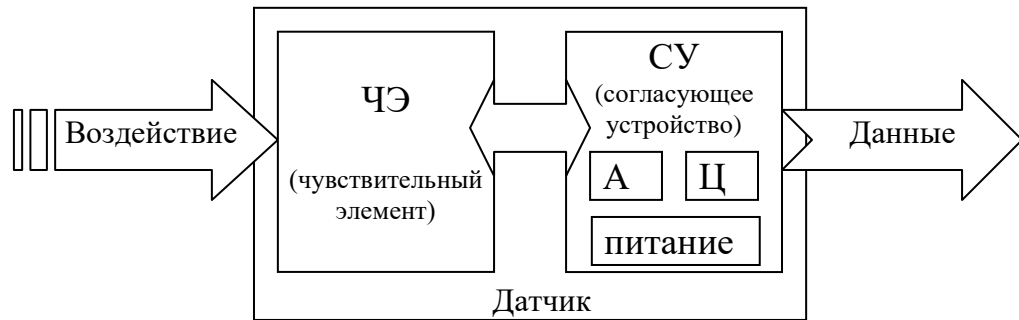 Воздействие
ЧЭ
(чувствительный
элемент)
СУ
(согласующее
устройство)
А
Ц
питание
Данные
Датчик